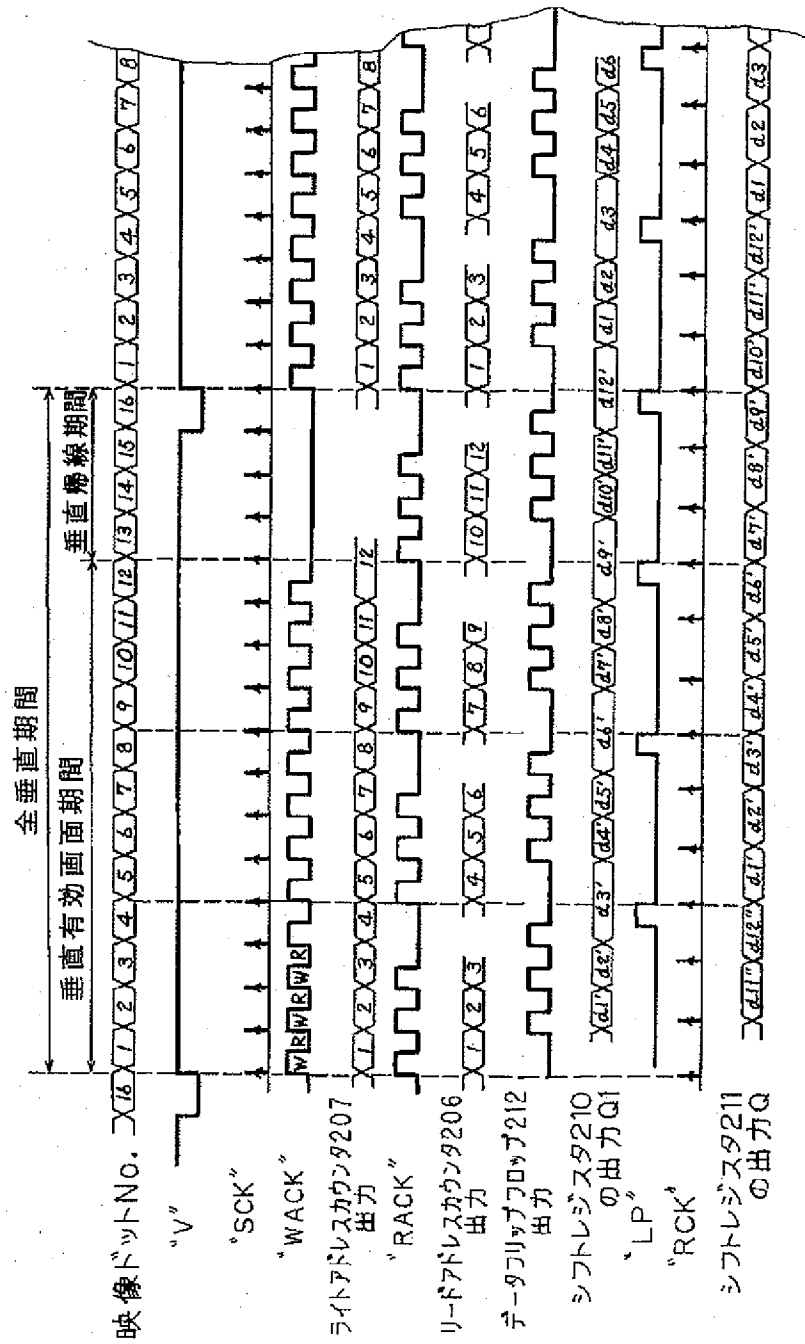 全垂直期間
垂直有効画面期間 垂直帰線期間
映像ドットNo. 16 1 2 3 4 5 6 7 8 9 10 11 12 13 14 15 16 1 2 3 4 5 6 7 8
"V"
"SCK"
"WACK" W R W R W R
ライトアドレスカウンタ207出力 1 2 3 4 5 6 7 8 9 10 11 12 1 2 3 4 5 6 7 8
"RACK"
リードアドレスカウンタ206出力 1 2 3 4 5 6 7 8 9 10 11 12 1 2 3 4 5 6
データフリップフロップ212出力
シフトレジスタ210の出力Q1 d1' d2' d3' d4' d5' d6' d7' d8' d9' d10' d11' d12' d1 d2 d3 d4 d5 d6
"LP"
"RCK"
シフトレジスタ211の出力Q d11" d12" d1' d2' d3' d4' d5' d6' d7' d8' d9' d10' d11' d12' d1 d2 d3